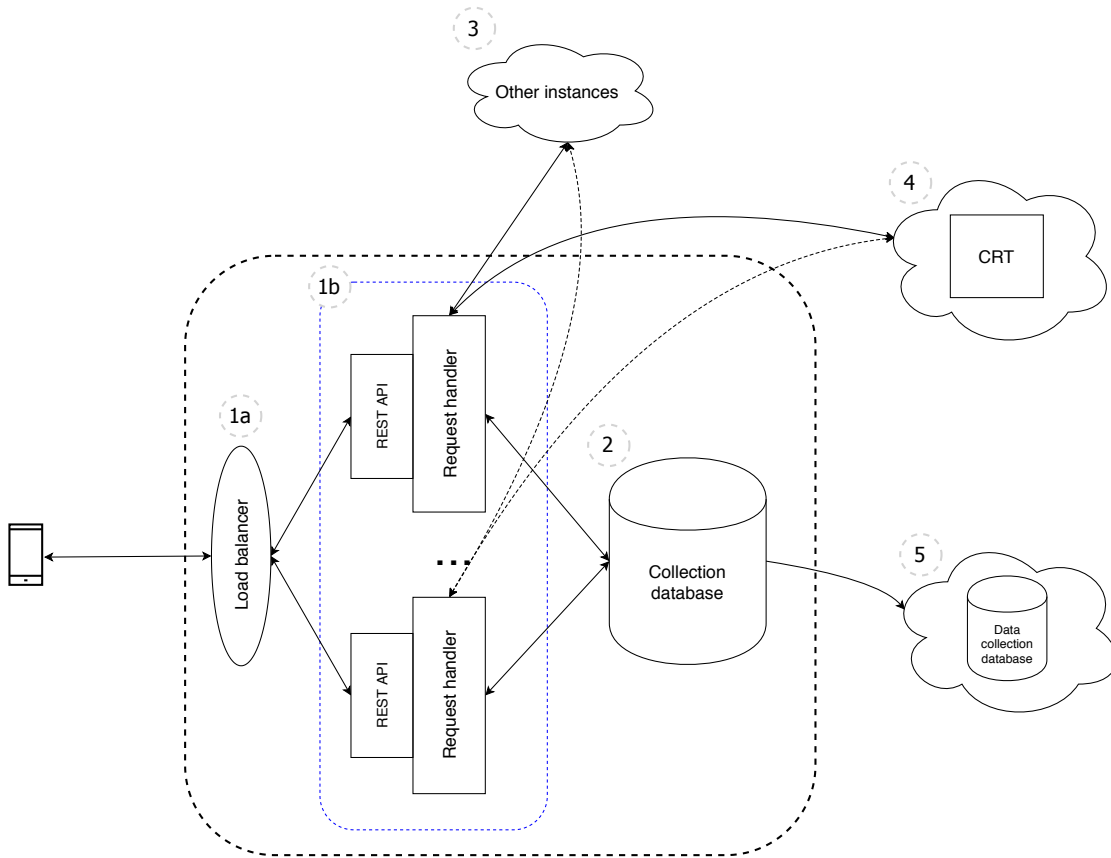 3
Other instances
4
CRT
1b
REST API
Request handler
1a
Load balancer
2
Collection
database
...
REST API
Request handler
5
Data
collection
database